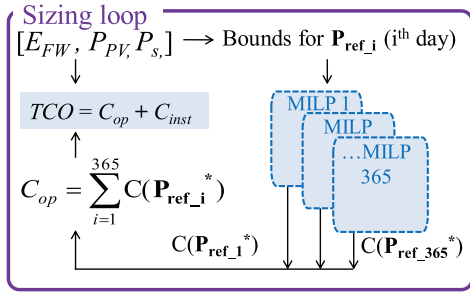 Sizing loop
[E_FW , P_PV, P_s,] → Bounds for P_ref_i (i^th day)
TCO = C_op + C_inst
MILP 1
MILP
…MILP
365
C_op = ∑_{i=1}^{365} C(P_ref_i^*)
C(P_ref_1^*)
C(P_ref_365^*)